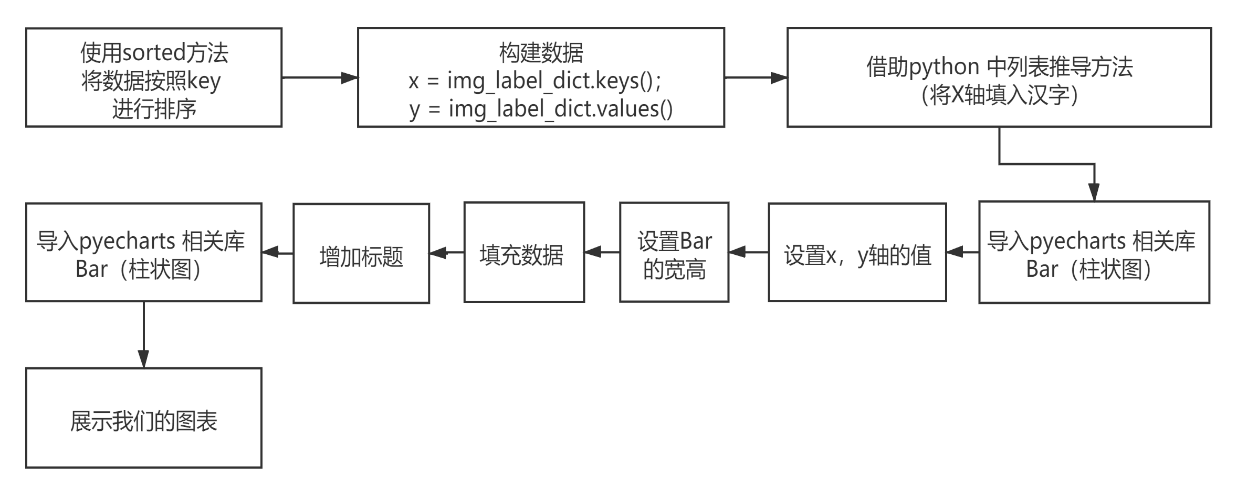 使用sorted方法
将数据按照key
进行排序
构建数据
x = img_label_dict.keys();
y = img_label_dict.values()
借助python 中列表推导方法
（将X轴填入汉字）
导入pyecharts 相关库
Bar（柱状图）
设置x，y轴的值
设置Bar
的宽高
填充数据
增加标题
导入pyecharts 相关库
Bar（柱状图）
展示我们的图表